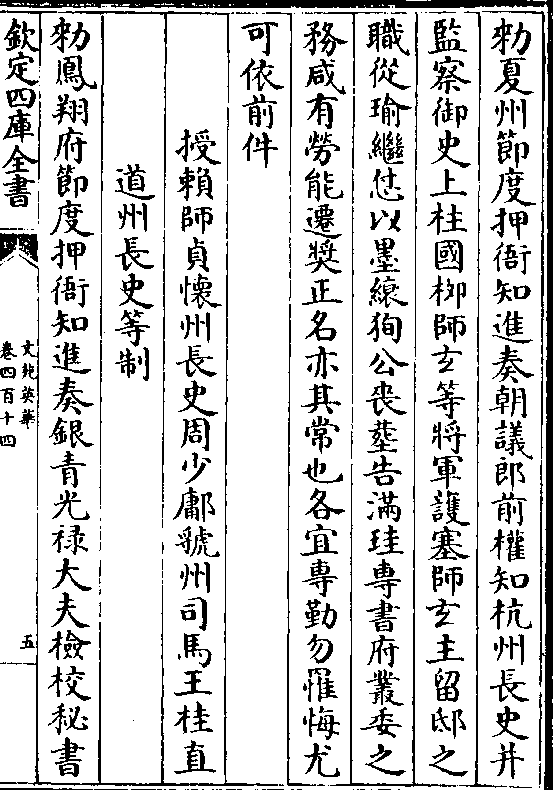 勑夏州節度押衙知進奏朝議郎前權知杭州長史并
監察御史上柱國栁師𤣥等將軍護塞師𤣥主留邸之
職從瑜繼愆以墨縗狥公喪塟告滿珪專書府叢委之
務咸有勞能遷奬正名亦其常也各宜専勤勿罹悔尤
可依前件
授頼師貞懷州長史周少鄘虢州司馬王桂直
道州長史等制
勑鳳翔府節度押衙知進奏銀青光禄大夫檢校秘書
欽定四庫全書
文苑英華
卷四百十四
五